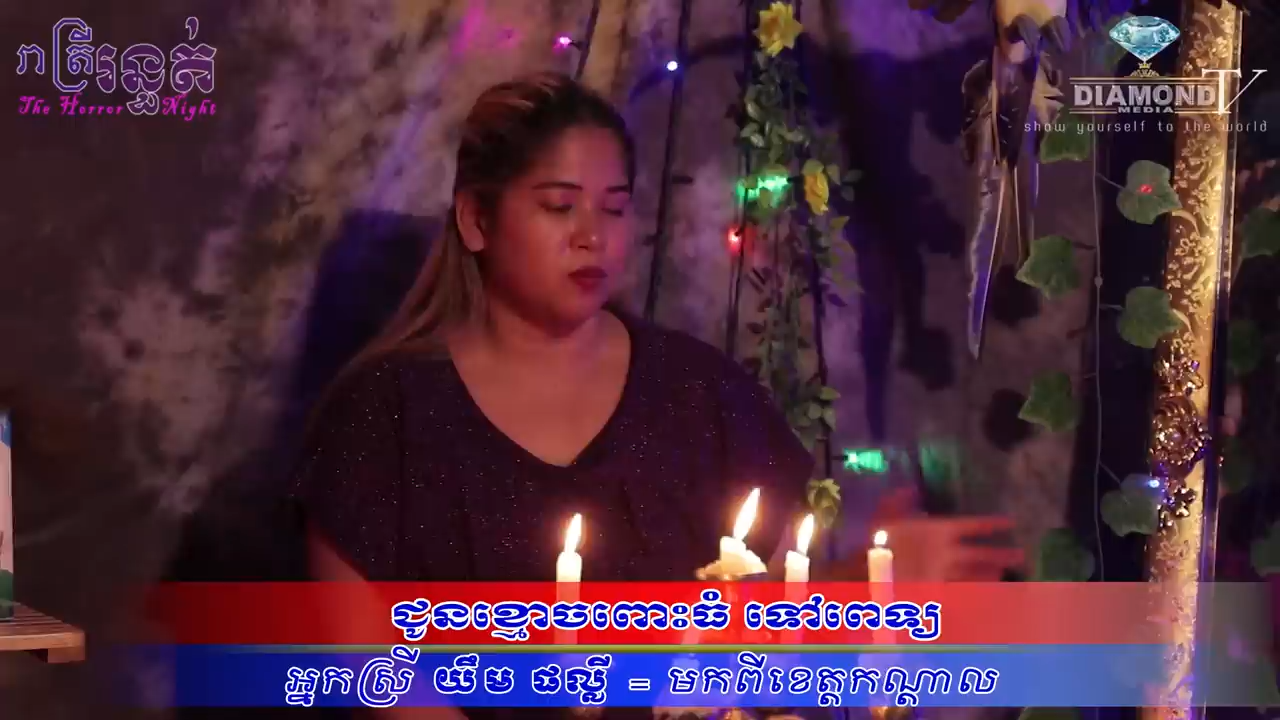 រាត្រីរន្ធត់
The Horror Night
DIAMOND TV
MEDIA
show yourself to the world
ជូនខ្មោចពោះធំ ទៅពេទ្យ
អ្នកស្រី យឹម ផល្លី = មកពីខេត្តកណ្តាល